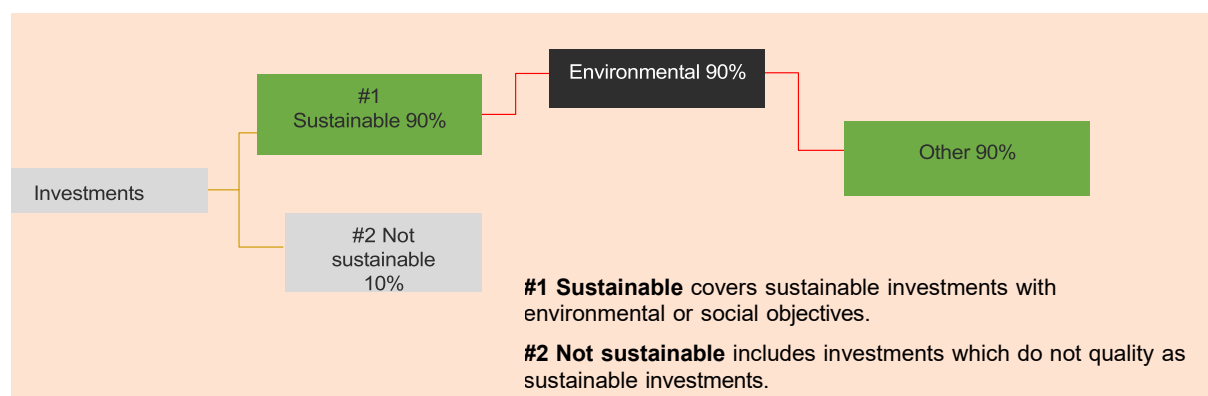 Investments
#1
Sustainable 90%
#2 Not
sustainable
10%
Environmental 90%
Other 90%
#1 Sustainable covers sustainable investments with
environmental or social objectives.
#2 Not sustainable includes investments which do not quality as
sustainable investments.